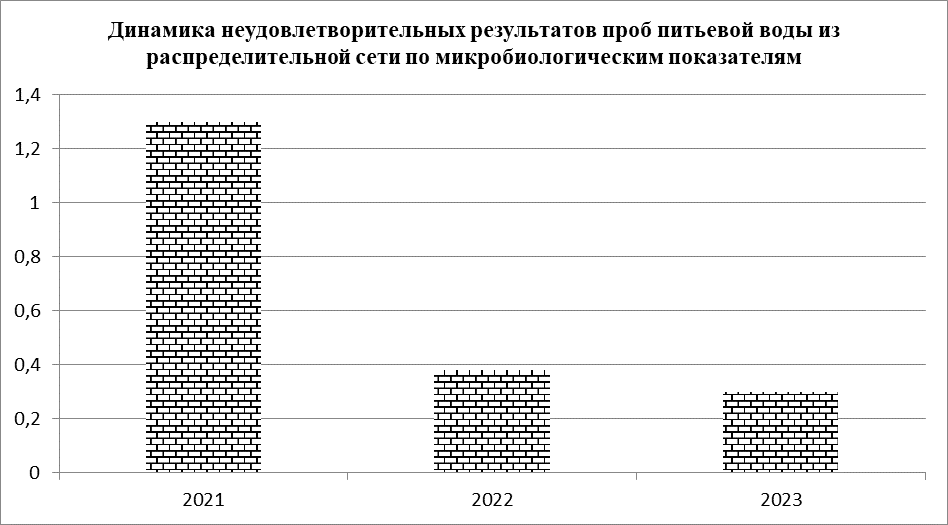 Динамика неудовлетворительных результатов проб питьевой воды из
распределительной сети по микробиологическим показателям
1,4
1,2
1
0,8
0,6
0,4
0,2
0
2021 2022 2023